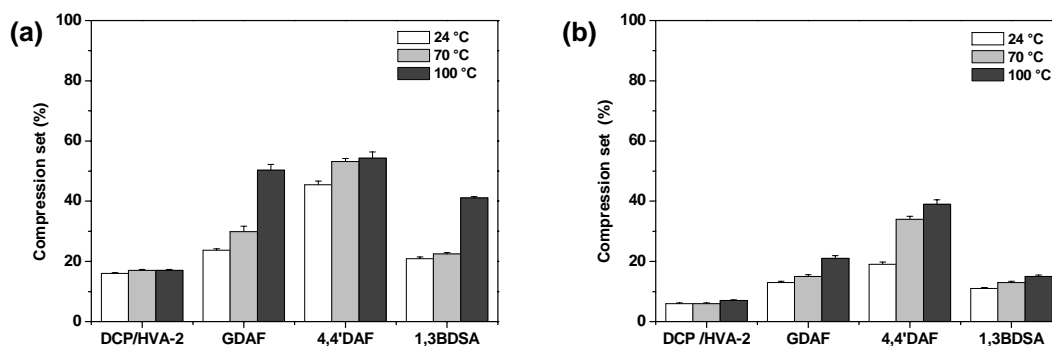 (a)
Compression set (%)
100
80
60
40
20
0
24 °C
70 °C
100 °C
DCP/HVA-2 GDAF 4,4'DAF 1,3BDSA
(b)
Compression set (%)
100
80
60
40
20
0
24 °C
70 °C
100 °C
DCP /HVA-2 GDAF 4,4'DAF 1,3BDSA